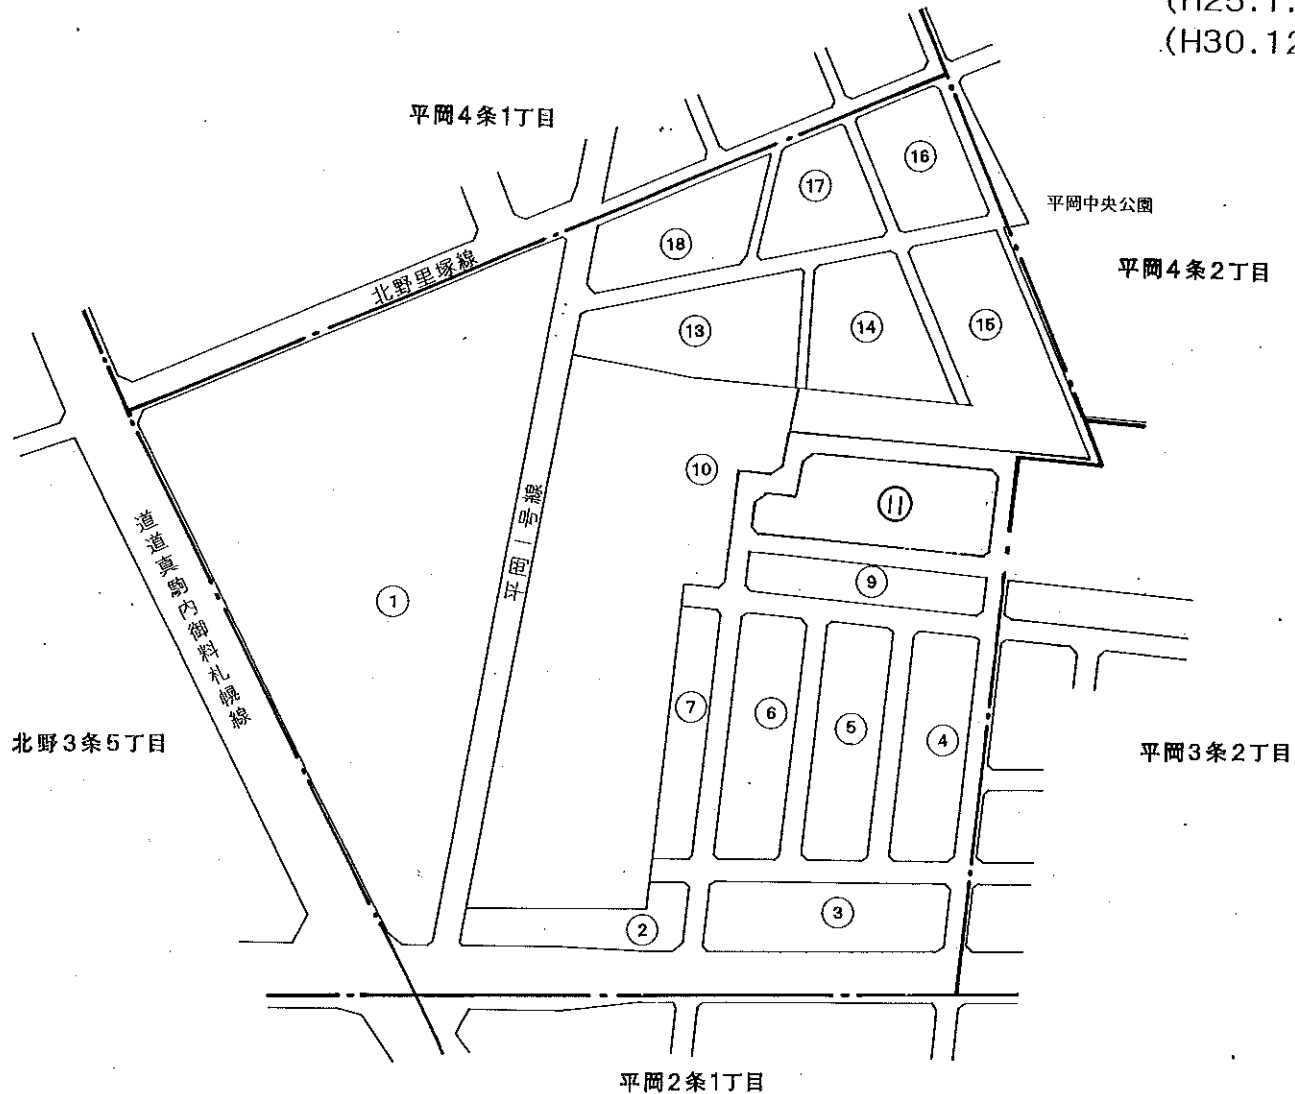 (H25.1.
(H30.12
平岡4条1丁目
⑯
⑰
平岡中央公園
⑱
北野里塚線
平岡4条2丁目
⑬
⑭
⑮
⑩
平岡1号線
⑪
道道真駒内御料札幌線
①
⑨
⑦
⑥
⑤
④
北野3条5丁目
平岡3条2丁目
②
③
平岡2条1丁目